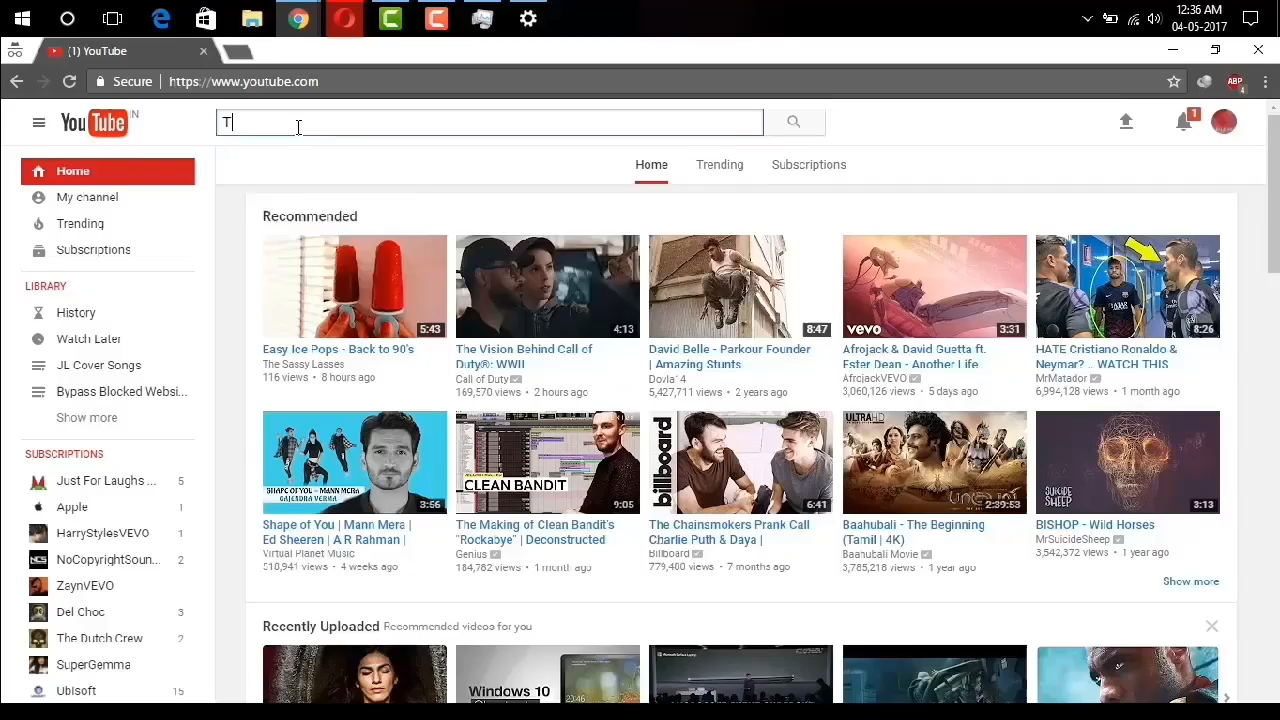 12:36 AM
04-05-2017
(1) YouTube
Secure https://www.youtube.com
ABP
4
YouTube IN
T
1
Home Trending Subscriptions
Home
My channel
Trending
Subscriptions
LIBRARY
History
Watch Later
JL Cover Songs
Bypass Blocked Websi...
Show more
SUBSCRIPTIONS
Just For Laughs ... 5
Apple 1
HarryStylesVEVO 1
NoCopyrightSoun... 2
ZaynVEVO
Del Choc 3
The Dutch Crew 2
SuperGemma
Ubisoft 15
Recommended
5:43
Easy Ice Pops - Back to 90's
The Sassy Lasses
116 views • 8 hours ago
4:13
The Vision Behind Call of
Duty®: WWII
Call of Duty
169,570 views • 2 hours ago
8:47
David Belle - Parkour Founder
| Amazing Stunts
Dovla 4
5,427,711 views • 2 years ago
vevo
3:31
Afrojack & David Guetta ft.
Ester Dean - Another Life
AfrojackVEVO
3,060,126 views • 5 days ago
8:26
HATE Cristiano Ronaldo &
Neymar? .. WATCH THIS
MrMatador
6,994,128 views • 1 month ago
SHAPE OF YOU - MANN MERA
GAJENDRA VERMA
3:56
Shape of You | Mann Mera |
Ed Sheeran | A R Rahman |
Virtual Planet Music
518,941 views • 4 weeks ago
CLEAN BANDIT
9:05
The Making of Clean Bandit's
"Rockabye" | Deconstructed
Genius
184,782 views • 1 month ago
billboard
6:41
The Chainsmokers Prank Call
Charlie Puth & Daya |
Billboard
779,480 views • 7 months ago
ULTRA HD
2:39:53
Baahubali - The Beginning
(Tamil | 4K)
Baahubali Movie
3,785,218 views • 1 year ago
SUICIDE
SHEEP
3:13
BISHOP - Wild Horses
MrSuicideSheep
3,542,372 views • 1 year ago
Show more
Recently Uploaded Recommended videos for you
Windows 10
20:46
Microsoft Surface Laptop